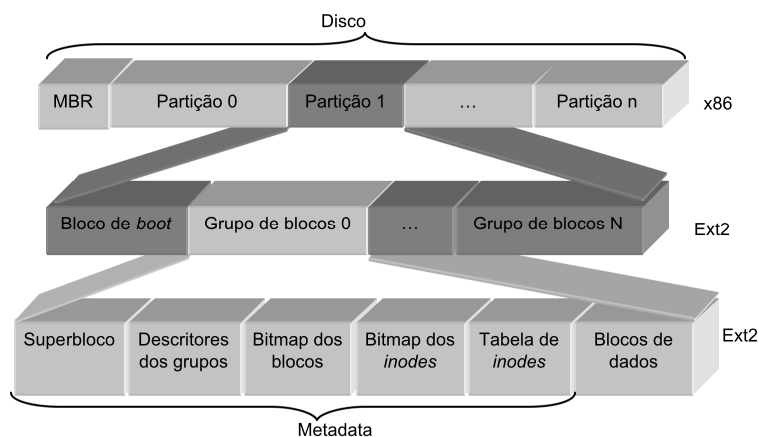 Disco
MBR
Partição 0
Partição 1
...
Partição n
x86
Bloco de boot
Grupo de blocos 0
...
Grupo de blocos N
Ext2
Superbloco
Descritores
dos grupos
Bitmap dos
blocos
Bitmap dos
inodes
Tabela de
inodes
Blocos de
dados
Ext2
Metadata